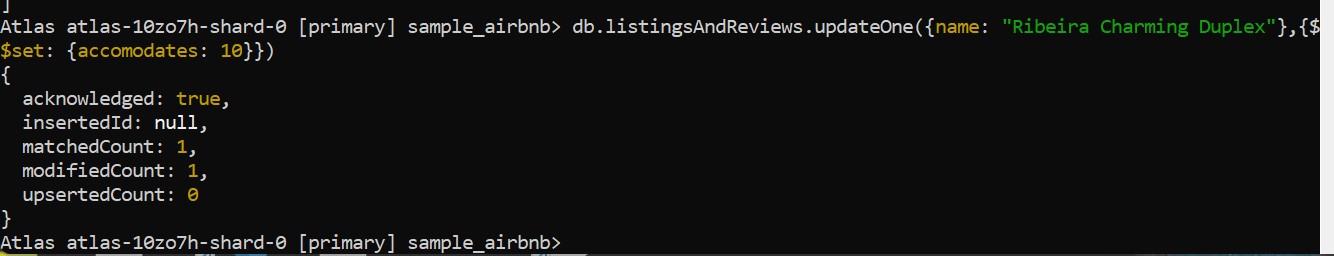 ]
Atlas atlas-10zo7h-shard-0 [primary] sample_airbnb> db.listingsAndReviews.updateOne({name: "Ribeira Charming Duplex"},{$
$set: {accomodates: 10}})
{
  acknowledged: true,
  insertedId: null,
  matchedCount: 1,
  modifiedCount: 1,
  upsertedCount: 0
}
Atlas atlas-10zo7h-shard-0 [primary] sample_airbnb>